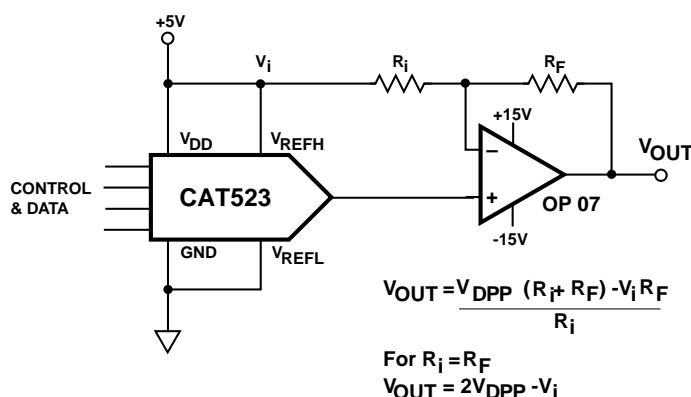 +5V
Vi
Ri
RF
+15V
VDD
VREFH
VOUT
–
CONTROL
& DATA
CAT523
+
OP 07
-15V
GND
VREFL
VOUT = VDPP (Ri+ RF) -Vi RF
Ri
For Ri = RF
VOUT = 2VDPP -Vi